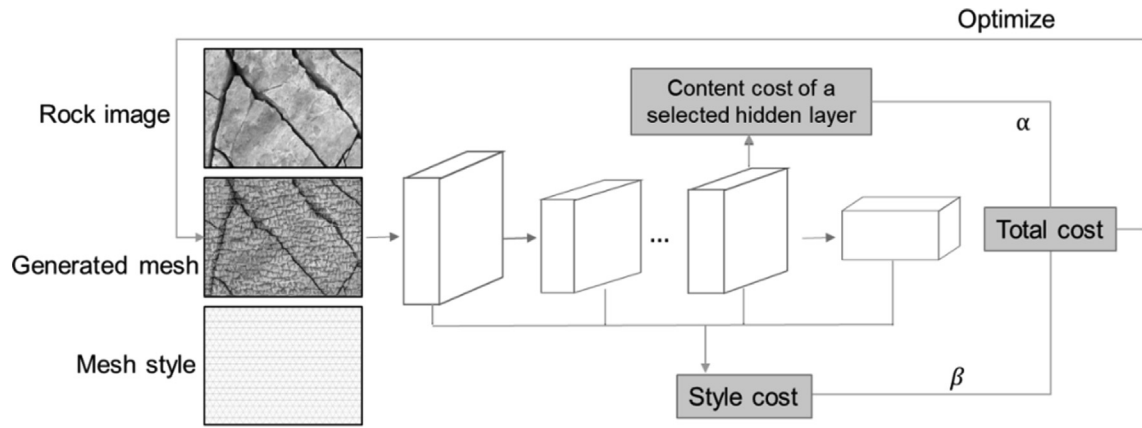 Optimize
Rock image
Content cost of a
selected hidden layer
α
...
Total cost
Generated mesh
Mesh style
Style cost
β